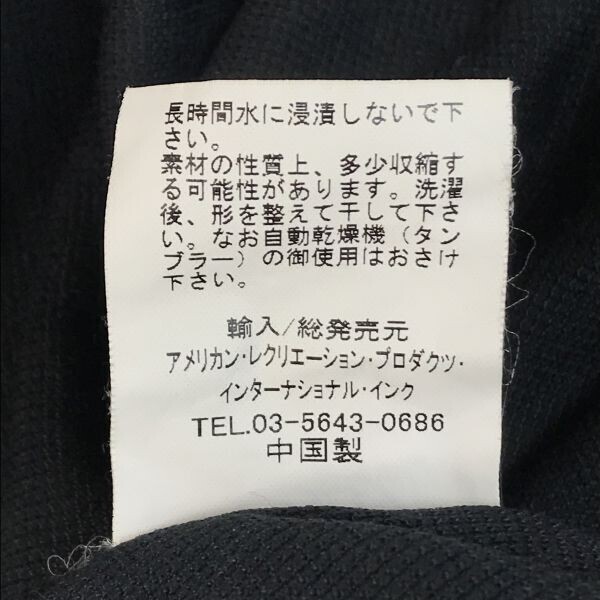 長時間水に浸漬しないで下
さい。
素材の性質上、多少収縮す
る可能性があります。洗濯
後、形を整えて干して下さ
い。なお自動乾燥機（タン
ブラー）の御使用はおさけ
下さい。
輸入/総発売元
アメリカン・レクリエーション・プロダクツ・
インターナショナル・インク
TEL.03-5643-0686
中国製